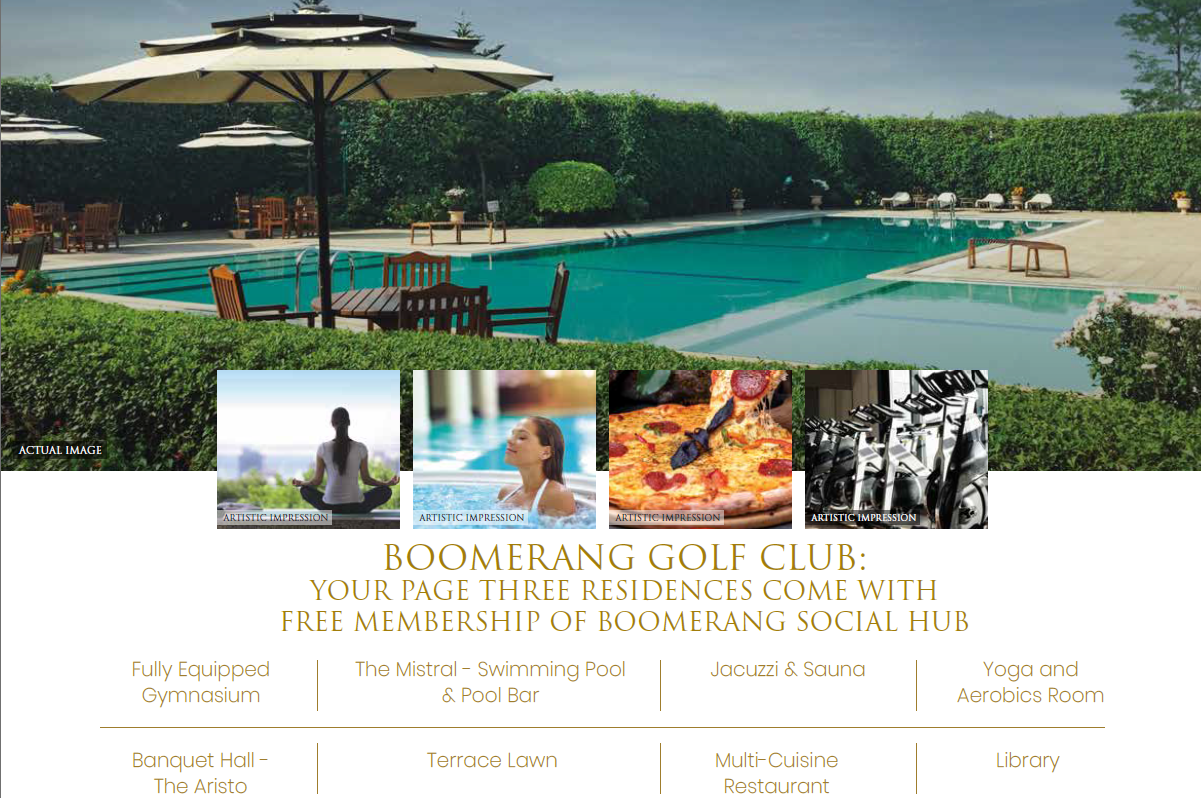 ACTUAL IMAGE
ARTISTIC IMPRESSION
ARTISTIC IMPRESSION
ARTISTIC IMPRESSION
ARTISTIC IMPRESSION
BOOMERANG GOLF CLUB:
YOUR PAGE THREE RESIDENCES COME WITH
FREE MEMBERSHIP OF BOOMERANG SOCIAL HUB
Fully Equipped
Gymnasium
The Mistral - Swimming Pool
& Pool Bar
Jacuzzi & Sauna
Yoga and
Aerobics Room
Banquet Hall -
The Aristo
Terrace Lawn
Multi-Cuisine
Restaurant
Library